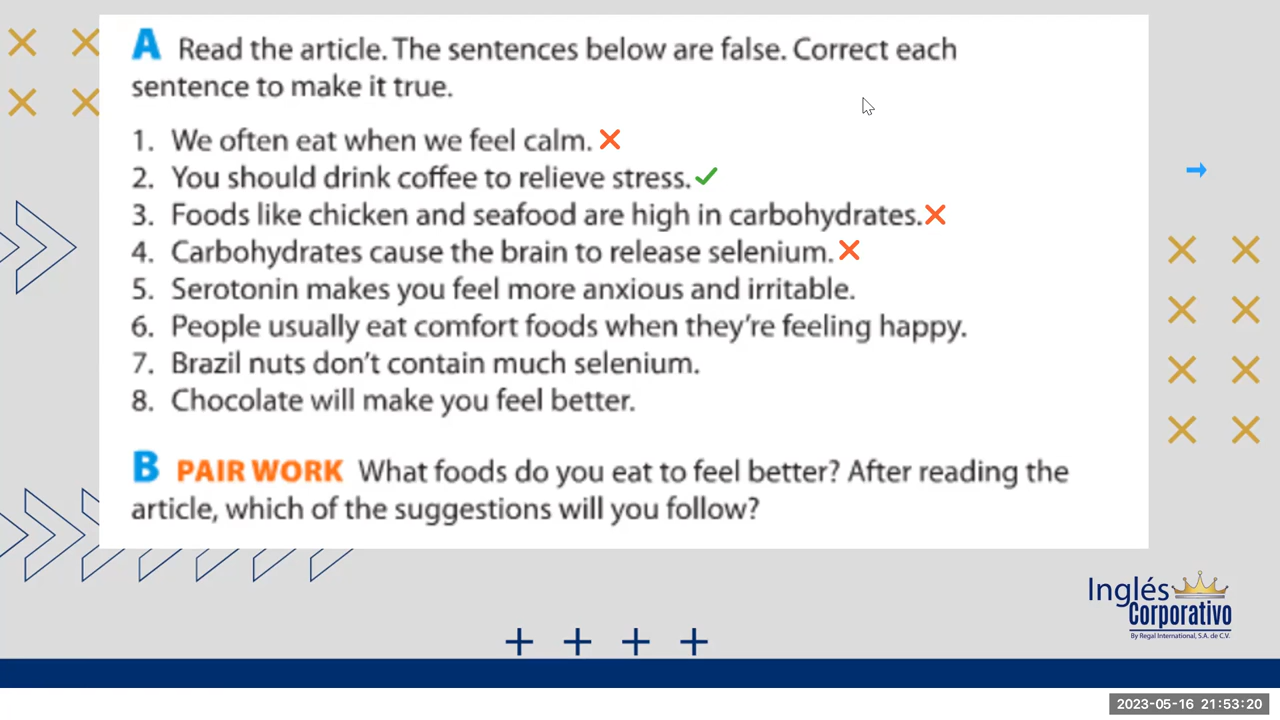 A Read the article. The sentences below are false. Correct each
sentence to make it true.
1. We often eat when we feel calm.
2. You should drink coffee to relieve stress.
3. Foods like chicken and seafood are high in carbohydrates.
4. Carbohydrates cause the brain to release selenium.
5. Serotonin makes you feel more anxious and irritable.
6. People usually eat comfort foods when they're feeling happy.
7. Brazil nuts don't contain much selenium.
8. Chocolate will make you feel better.
B PAIR WORK What foods do you eat to feel better? After reading the
article, which of the suggestions will you follow?
Inglés
Corporativo
By Regal International, S.A. de C.V.
2023-05-16 21:53:20